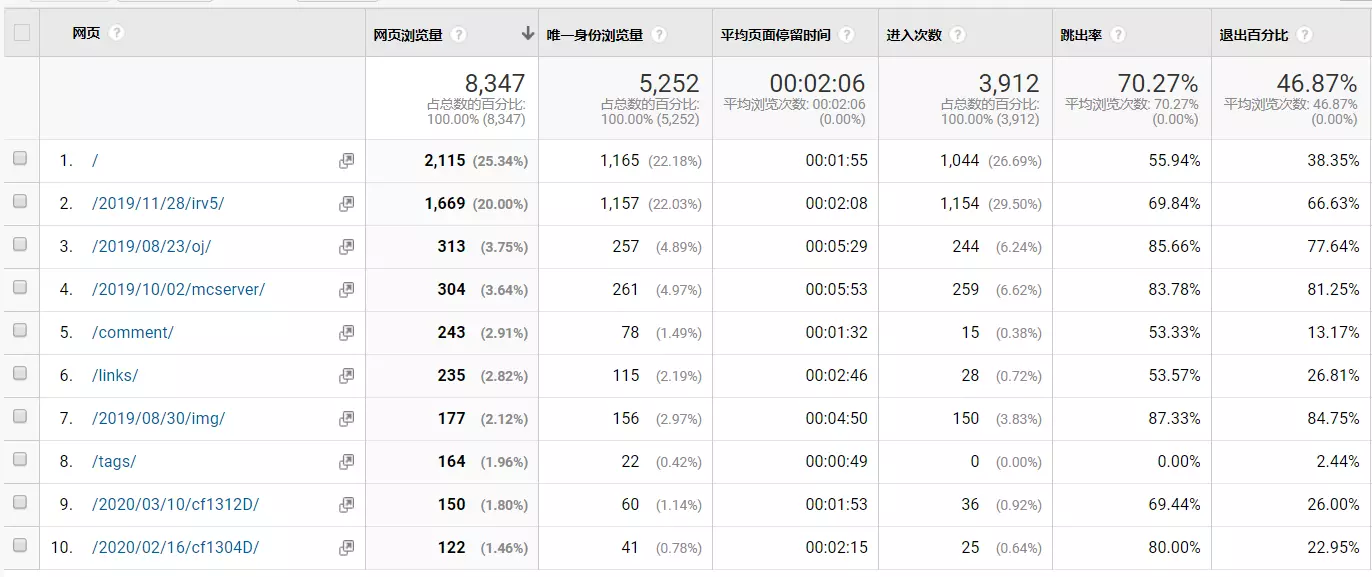 网页 网页浏览量 唯一身份浏览量 平均页面停留时间 进入次数 跳出率 退出百分比
8,347 5,252 00:02:06 3,912 70.27% 46.87%
占总数的百分比: 占总数的百分比: 平均浏览次数: 00:02:06 占总数的百分比: 平均浏览次数: 70.27% 平均浏览次数: 46.87%
100.00% (8,347) 100.00% (5,252) (0.00%) 100.00% (3,912) (0.00%) (0.00%)
1. / 2,115 (25.34%) 1,165 (22.18%) 00:01:55 1,044 (26.69%) 55.94% 38.35%
2. /2019/11/28/irv5/ 1,669 (20.00%) 1,157 (22.03%) 00:02:08 1,154 (29.50%) 69.84% 66.63%
3. /2019/08/23/oj/ 313 (3.75%) 257 (4.89%) 00:05:29 244 (6.24%) 85.66% 77.64%
4. /2019/10/02/mcserver/ 304 (3.64%) 261 (4.97%) 00:05:53 259 (6.62%) 83.78% 81.25%
5. /comment/ 243 (2.91%) 78 (1.49%) 00:01:32 15 (0.38%) 53.33% 13.17%
6. /links/ 235 (2.82%) 115 (2.19%) 00:02:46 28 (0.72%) 53.57% 26.81%
7. /2019/08/30/img/ 177 (2.12%) 156 (2.97%) 00:04:50 150 (3.83%) 87.33% 84.75%
8. /tags/ 164 (1.96%) 22 (0.42%) 00:00:49 0 (0.00%) 0.00% 2.44%
9. /2020/03/10/cf1312D/ 150 (1.80%) 60 (1.14%) 00:01:53 36 (0.92%) 69.44% 26.00%
10. /2020/02/16/cf1304D/ 122 (1.46%) 41 (0.78%) 00:02:15 25 (0.64%) 80.00% 22.95%